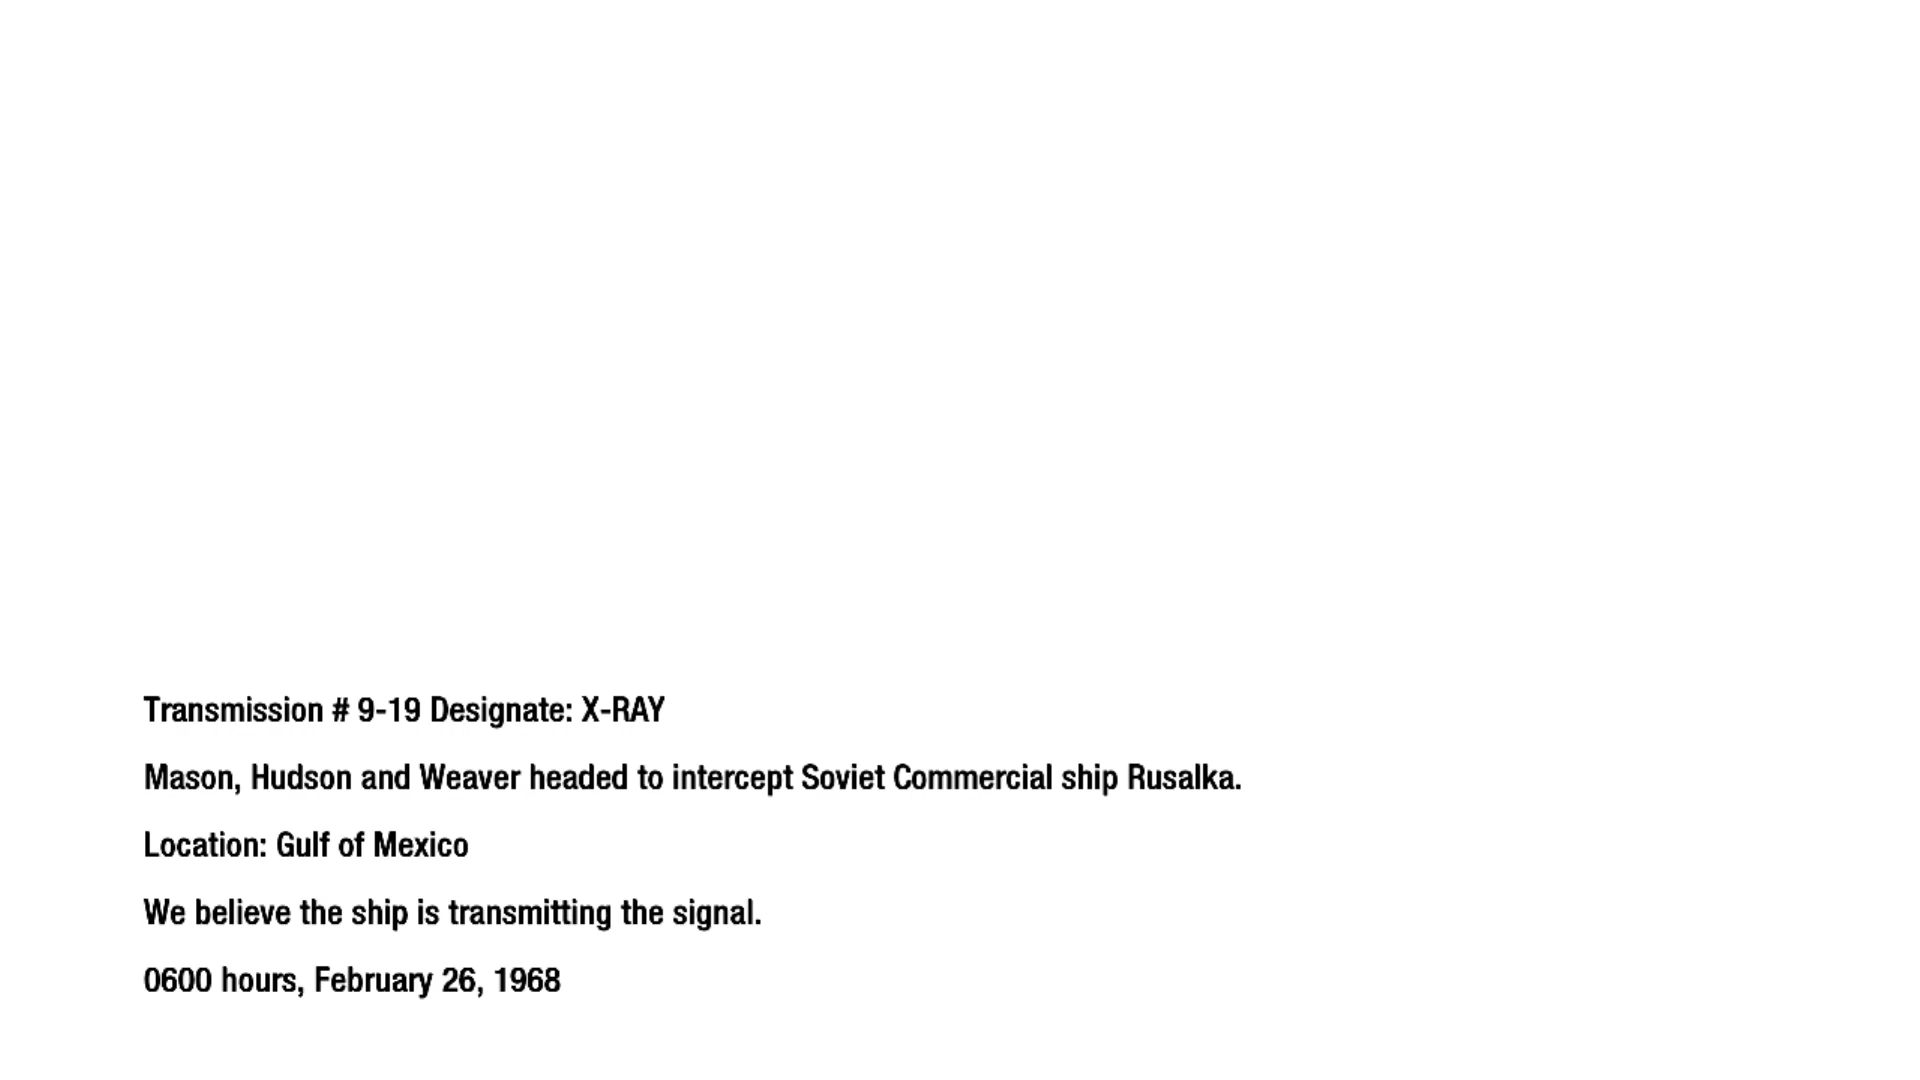 Transmission # 9-19 Designate: X-RAY
Mason, Hudson and Weaver headed to intercept Soviet Commercial ship Rusalka.
Location: Gulf of Mexico
We believe the ship is transmitting the signal.
0600 hours, February 26, 1968